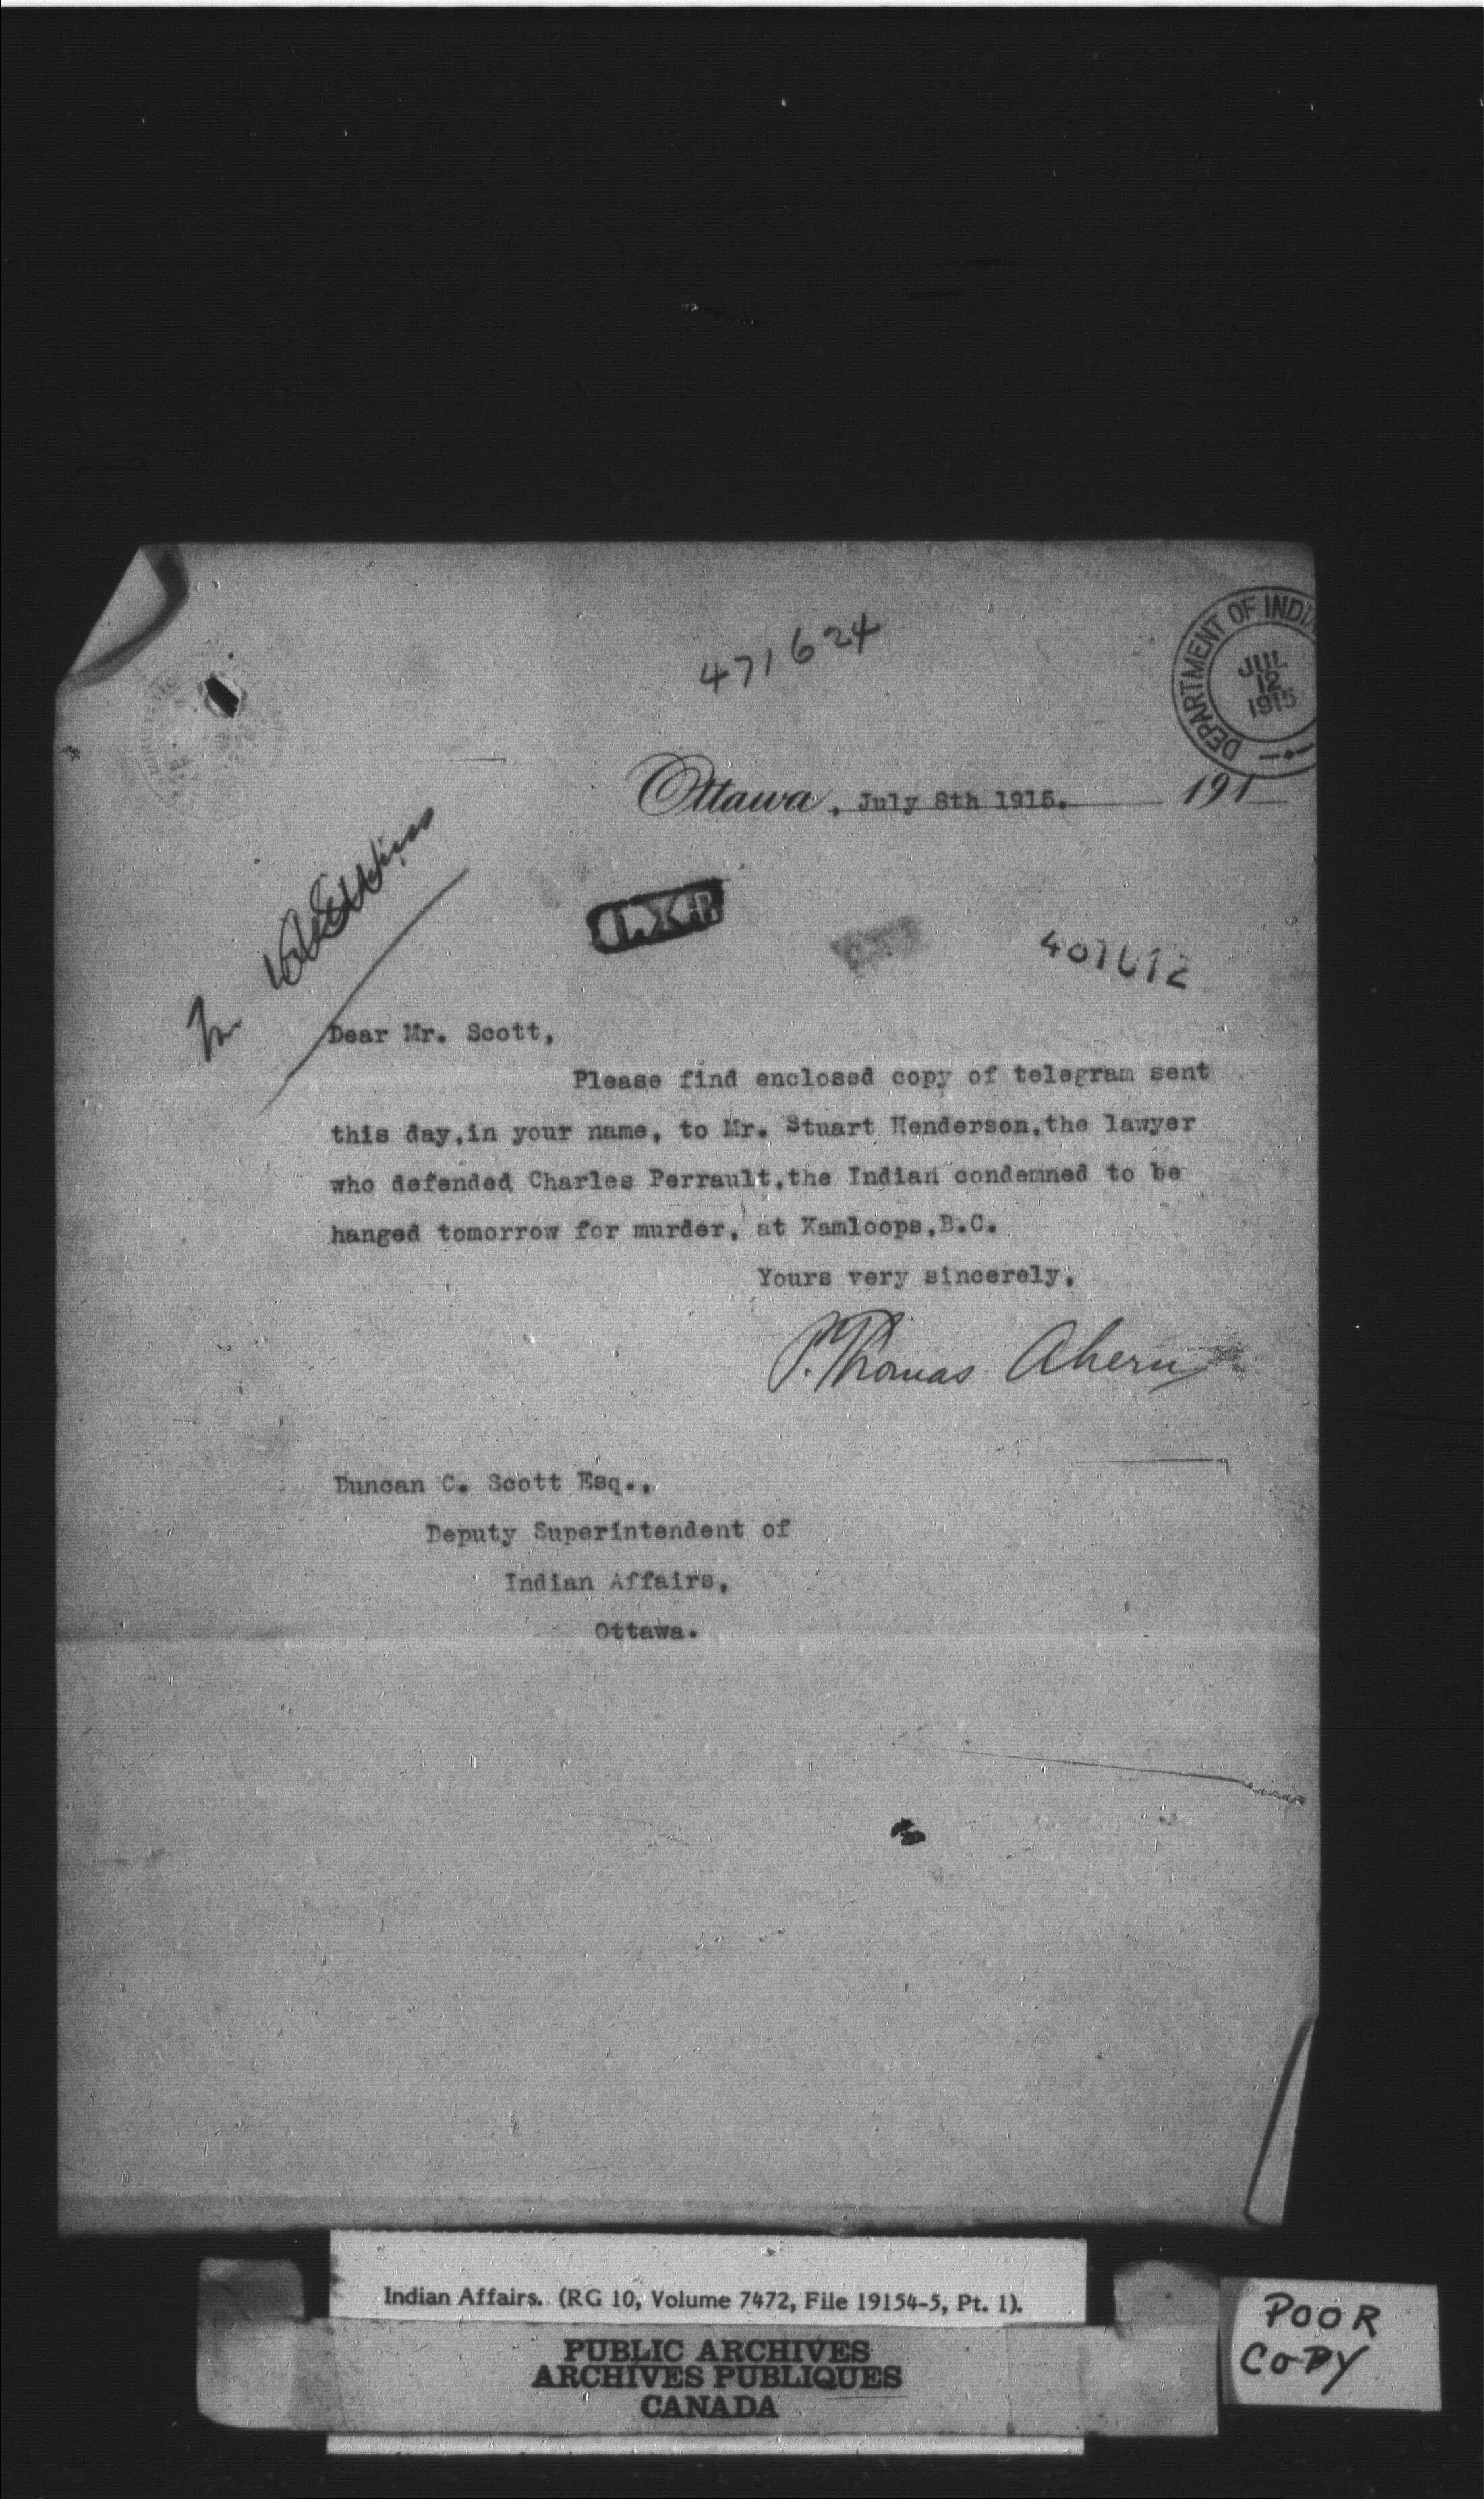 471624
DEPARTMENT OF INDI
JUL
12
1915
Ottawa, July 8th 1915. 191
467612
Dear Mr. Scott,
Please find enclosed copy of telegram sent
this day,in your name, to Mr. Stuart Henderson,the lawyer
who defended Charles Perrault,the Indian condemned to be
hanged tomorrow for murder, at Kamloops,B.C.
Yours very sincerely,
P. Thomas Ahern
Duncan C. Scott Esq.,
Deputy Superintendent of
Indian Affairs,
Ottawa.
Indian Affairs. (RG 10, Volume 7472, File 19154-5, Pt. 1).
PUBLIC ARCHIVES
ARCHIVES PUBLIQUES
CANADA
POOR
COPY